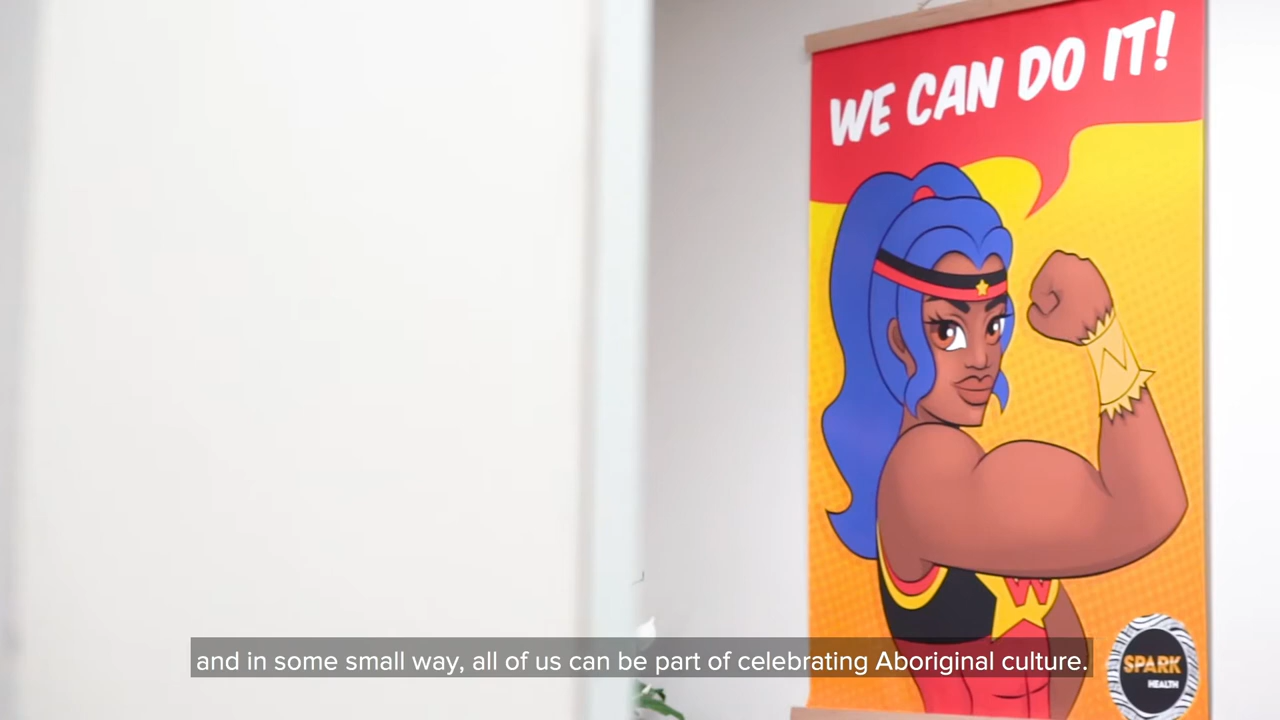 WE CAN DO IT!
W
W
SPARK
HEALTH
and in some small way, all of us can be part of celebrating Aboriginal culture.